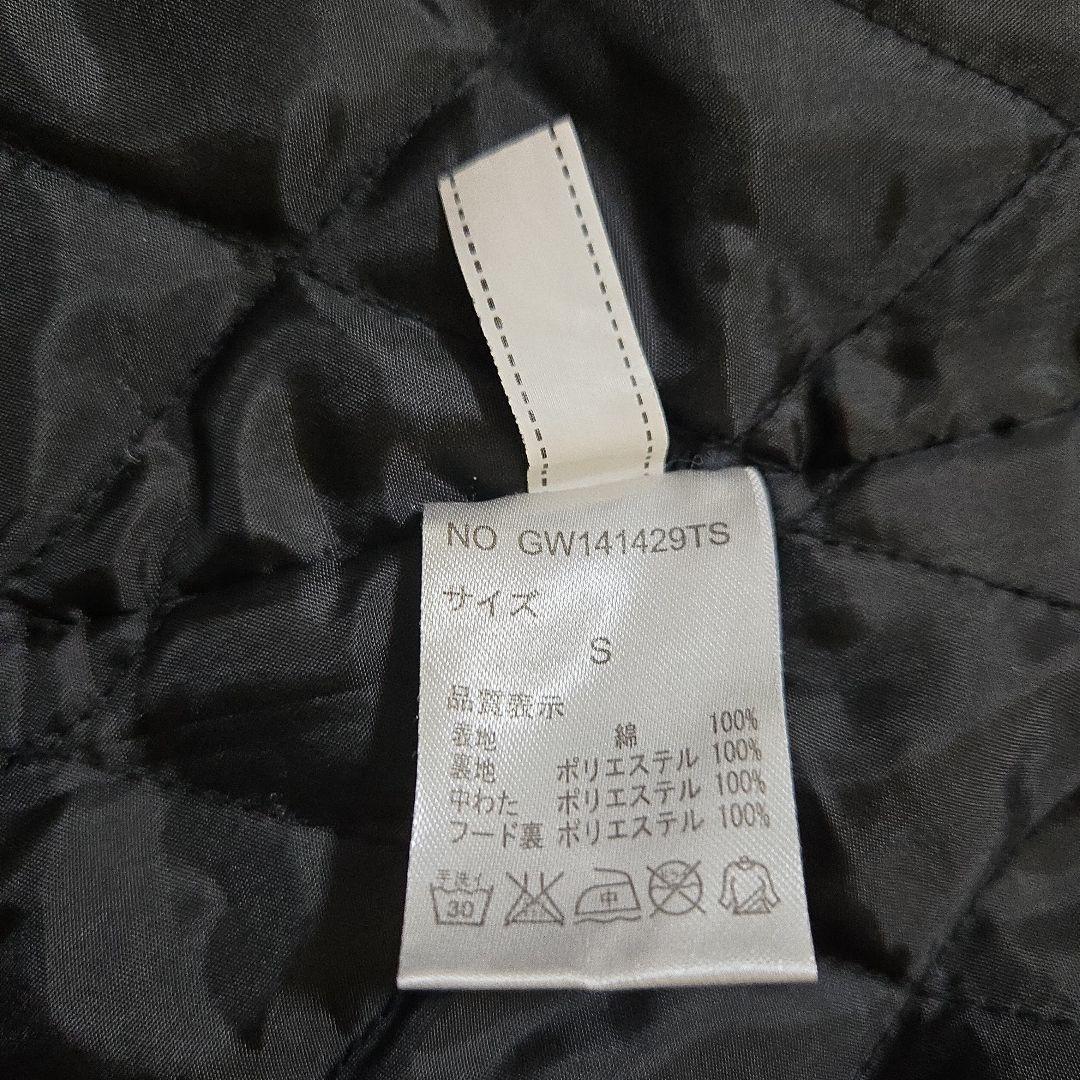 NO GW141429TS
サイズ
S
品質表示
表地 綿 100%
裏地 ポリエステル 100%
中わた ポリエステル 100%
フード裏 ポリエステル 100%
手洗イ
30
中